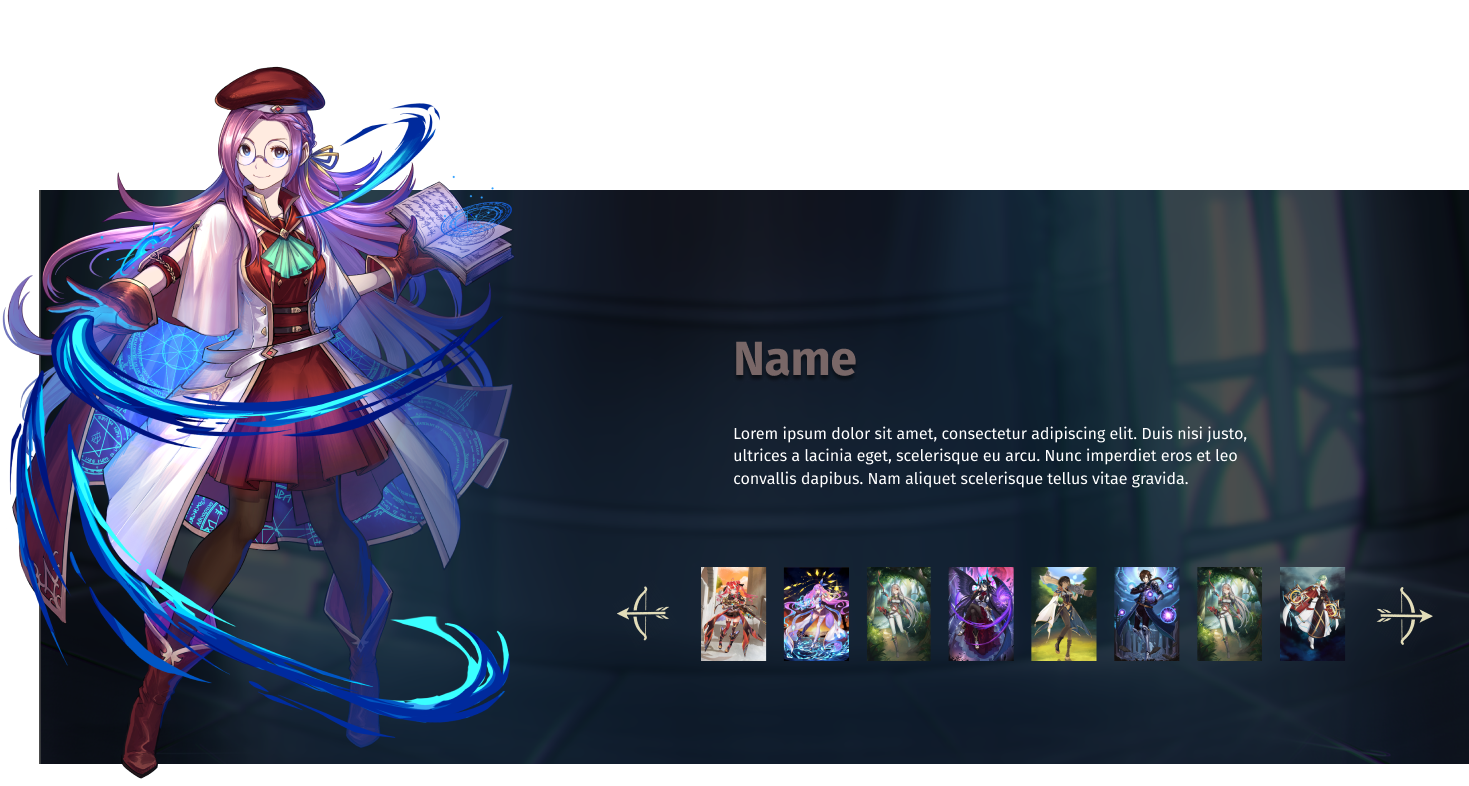 Name
Lorem ipsum dolor sit amet, consectetur adipiscing elit. Duis nisi justo,
ultrices a lacinia eget, scelerisque eu arcu. Nunc imperdiet eros et leo
convallis dapibus. Nam aliquet scelerisque tellus vitae gravida.